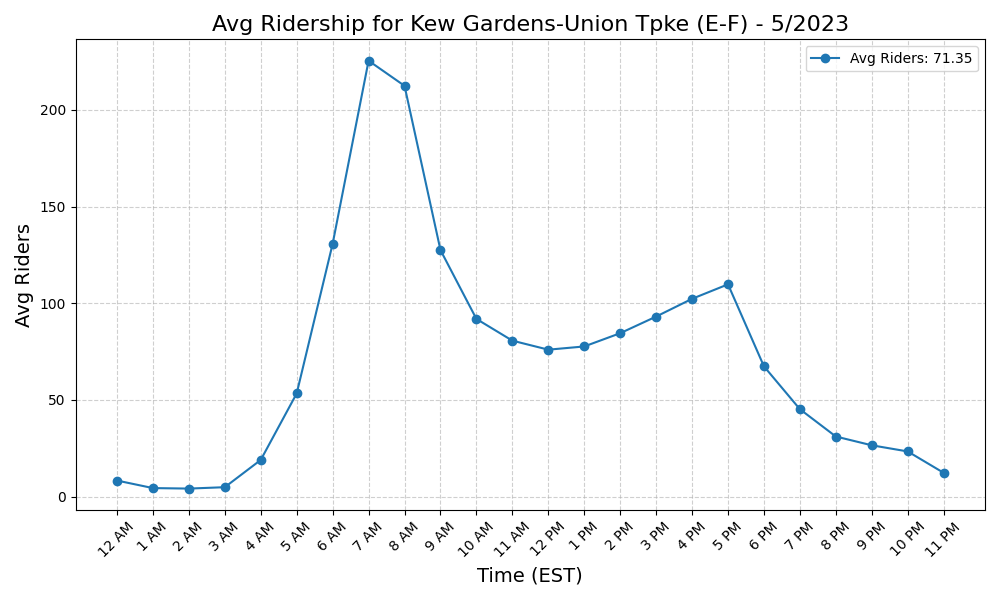 Avg Ridership for Kew Gardens-Union Tpke (E-F) - 5/2023
Avg Riders: 71.35
Avg Riders
200
150
100
50
0
12 AM
1 AM
2 AM
3 AM
4 AM
5 AM
6 AM
7 AM
8 AM
9 AM
10 AM
11 AM
12 PM
1 PM
2 PM
3 PM
4 PM
5 PM
6 PM
7 PM
8 PM
9 PM
10 PM
11 PM
Time (EST)